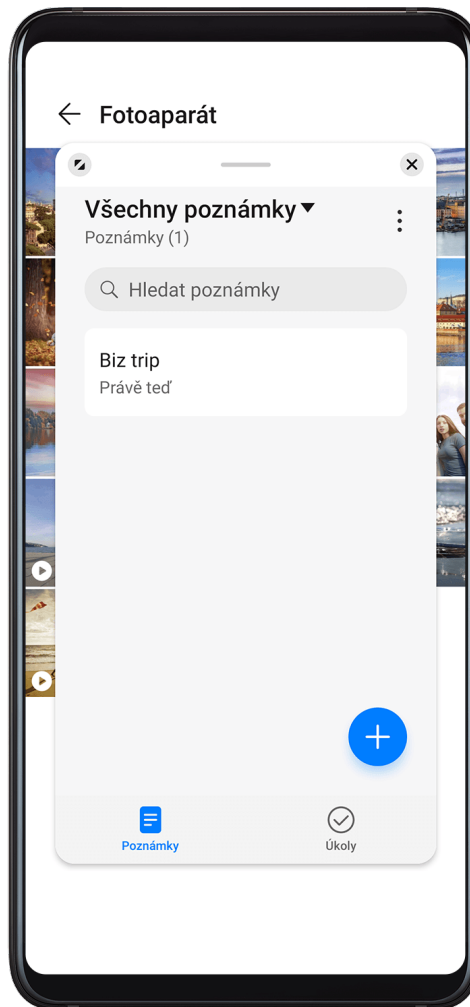 Fotoaparát
Všechny poznámky
Poznámky (1)
Hledat poznámky
Biz trip
Právě teď
Poznámky
Úkoly